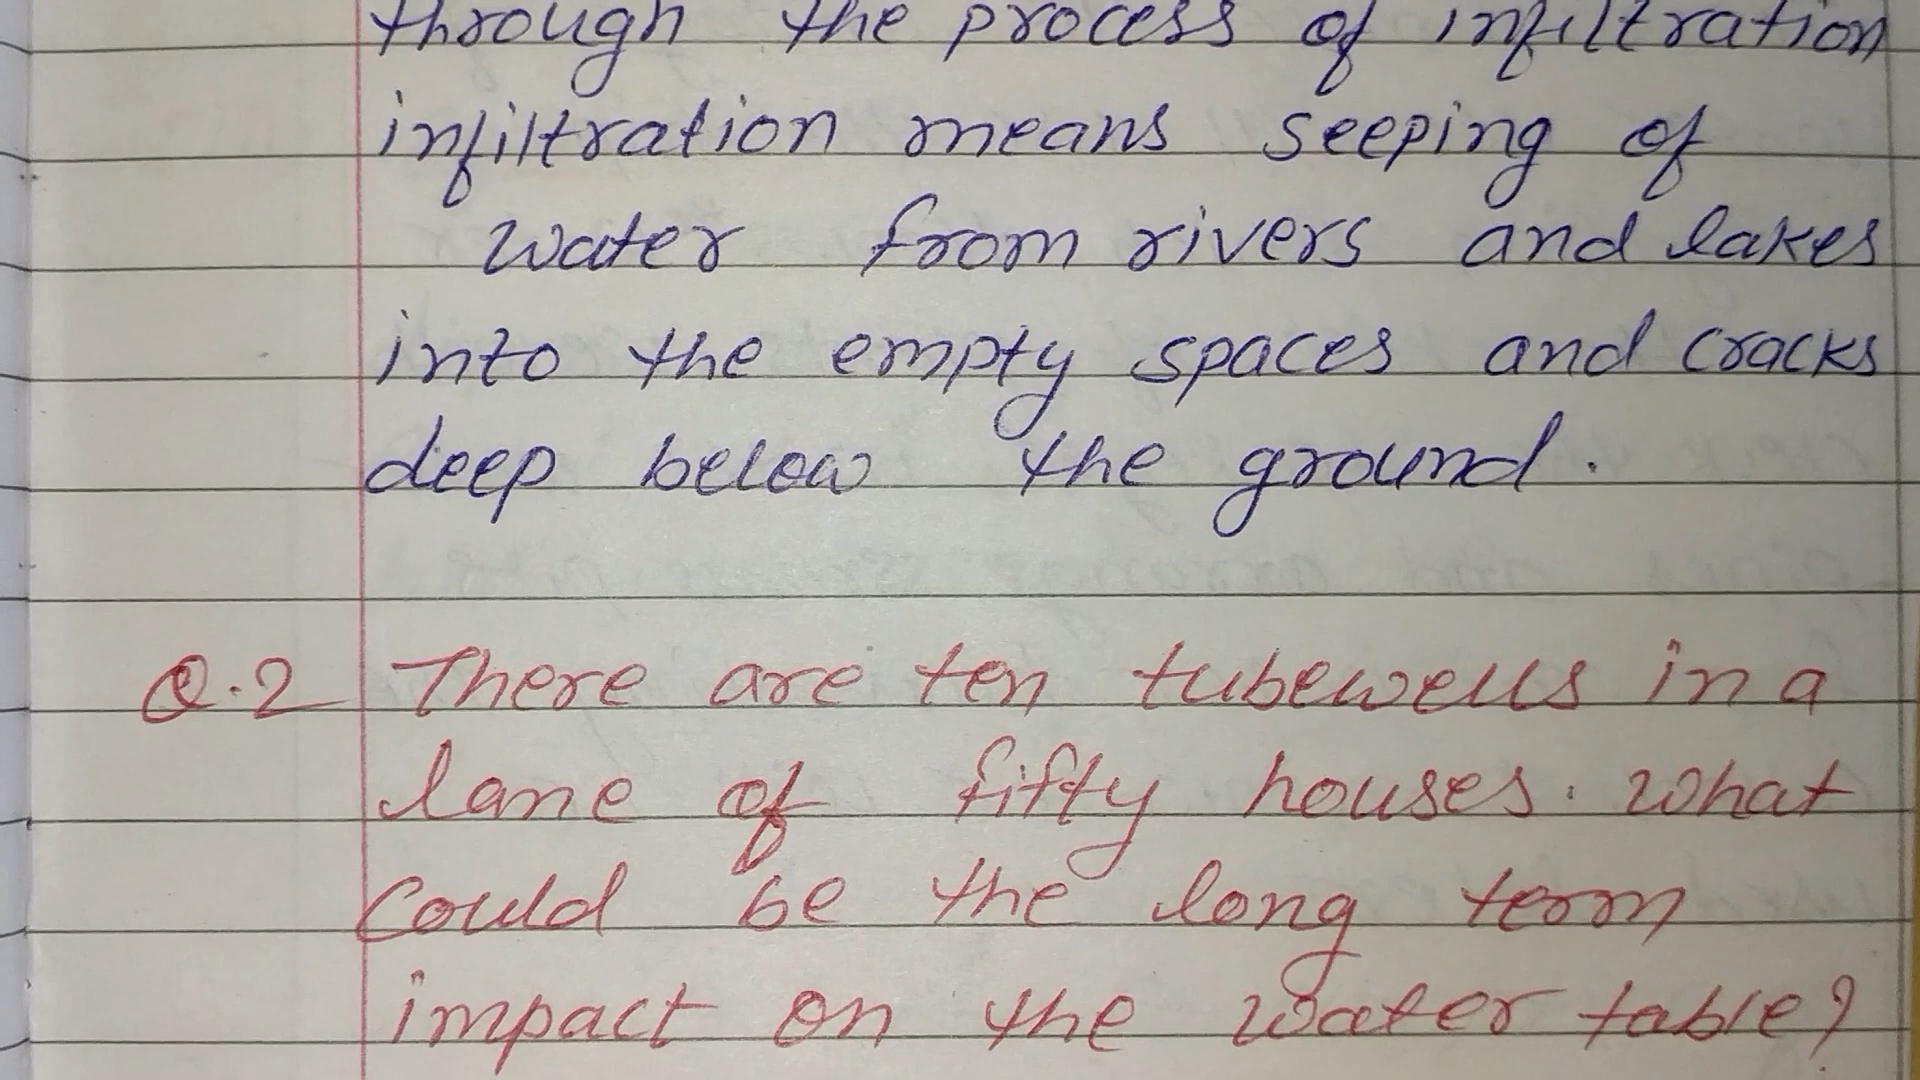 through the process of infiltration
infiltration means seeping of
water from rivers and lakes
into the empty spaces and cracks
deep below the ground.
Q.2 There are ten tubewells in a
lane of fifty houses. What
could be the long term
impact on the water table?